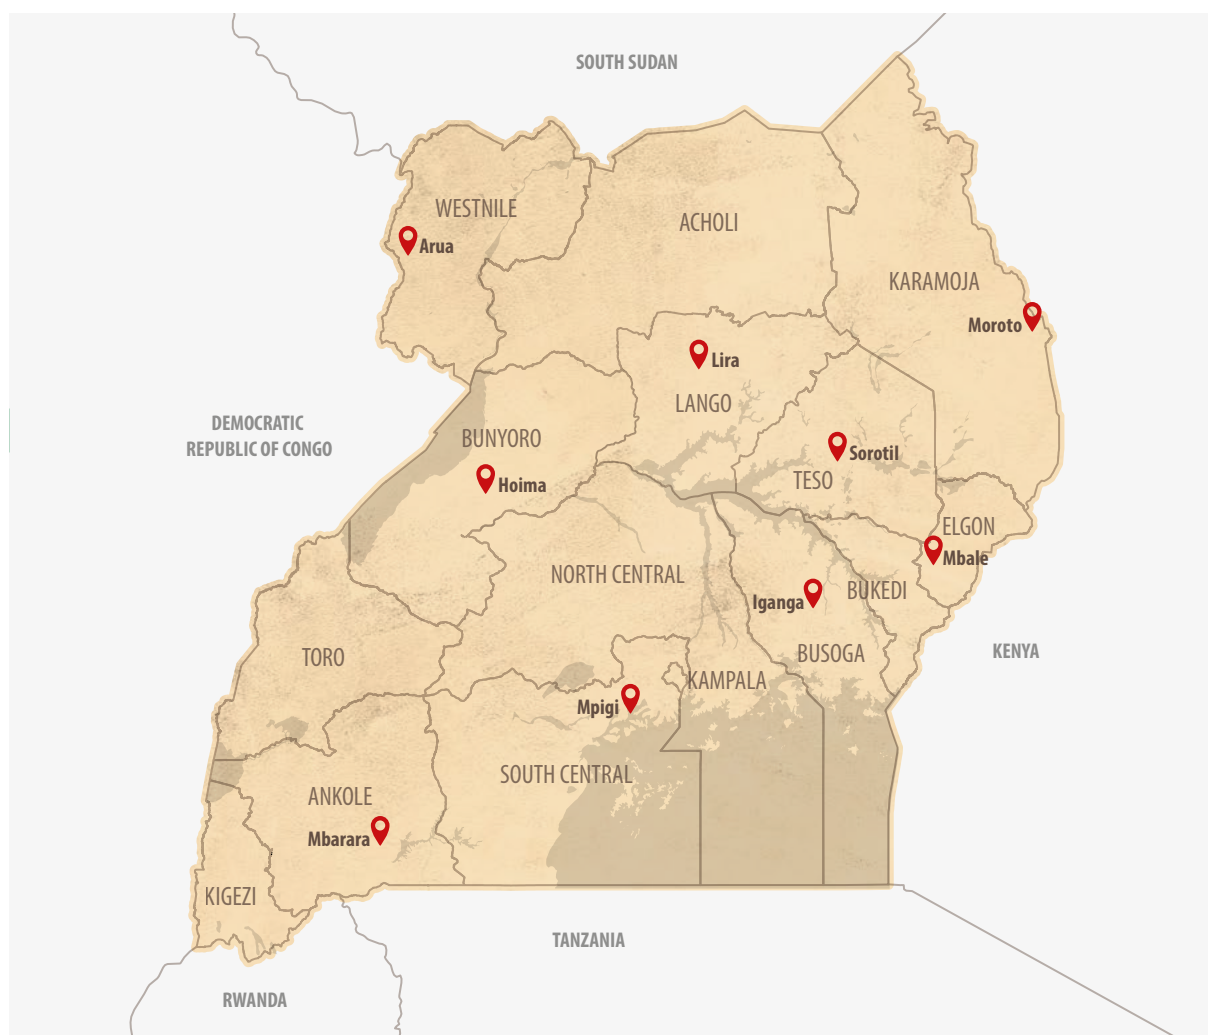 SOUTH SUDAN
WESTNILE
ACHOLI
Arua
KARAMOJA
Moroto
Lira
LANGO
DEMOCRATIC
REPUBLIC OF CONGO
BUNYORO
Sorotil
TESO
Hoima
ELGON
Mbale
NORTH CENTRAL
BUKEDI
Iganga
BUSOGA
KENYA
TORO
KAMPALA
Mpigi
SOUTH CENTRAL
ANKOLE
Mbarara
KIGEZI
TANZANIA
RWANDA